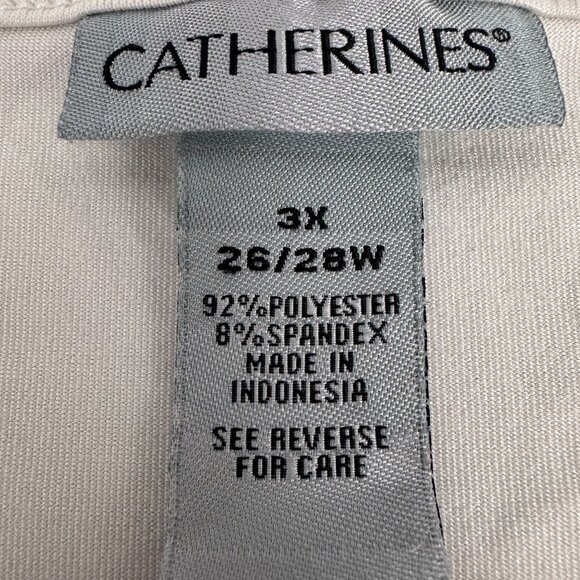 CATHERINES®
3X
26/28W
92%POLYESTER
8%SPANDEX
MADE IN
INDONESIA
SEE REVERSE
FOR CARE